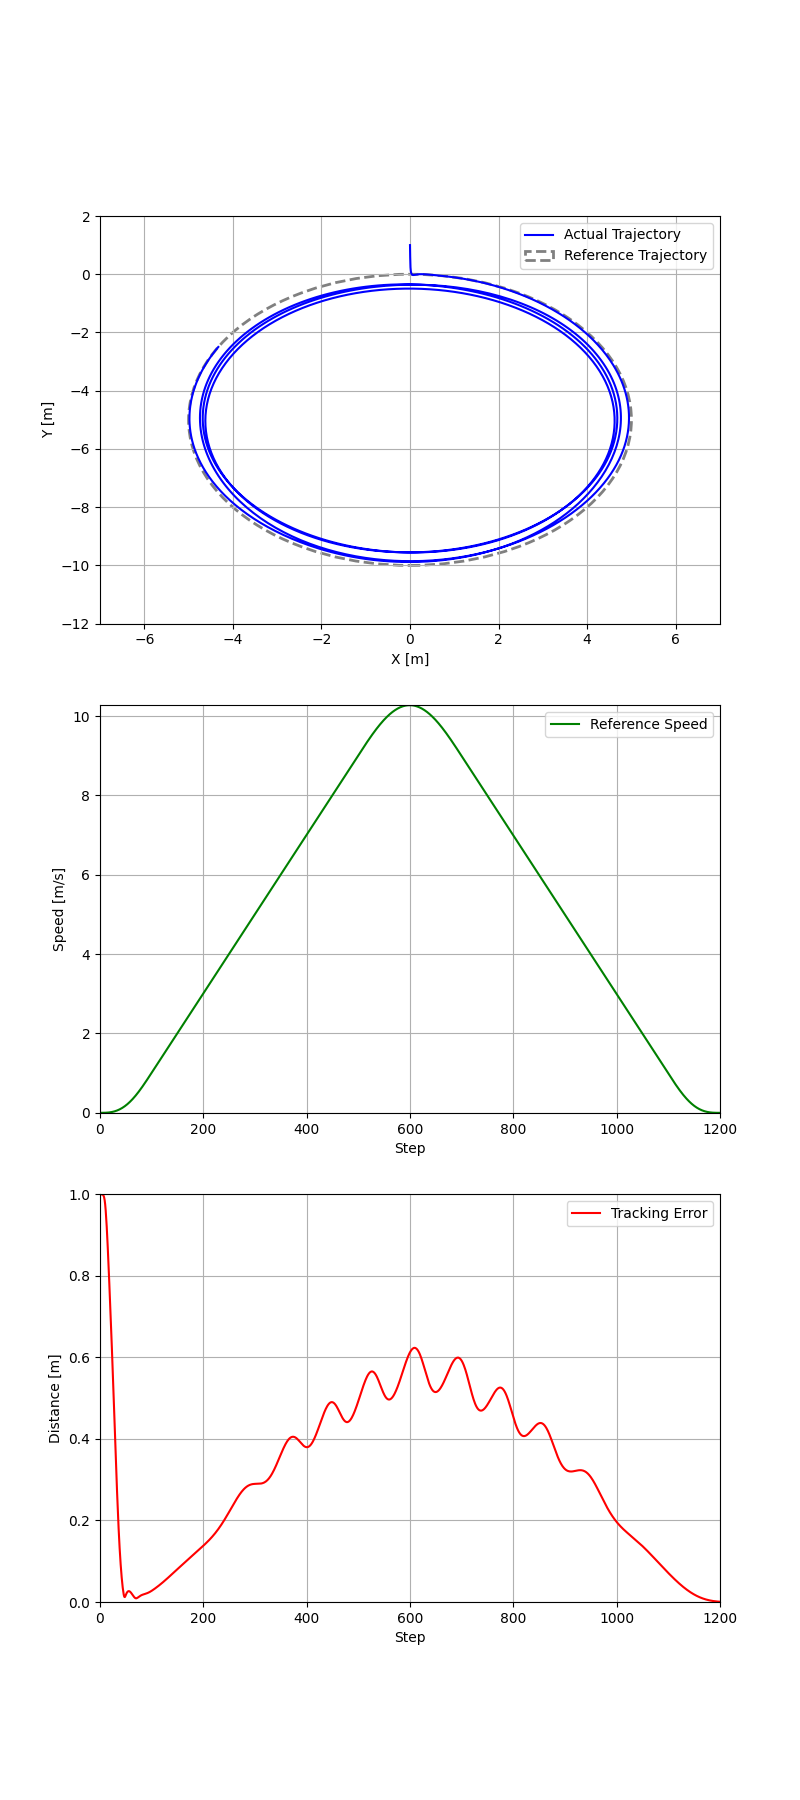 2
0
−2
−4
−6
−8
−10
−12
Y [m]
Actual Trajectory
Reference Trajectory
−6 −4 −2 0 2 4 6
X [m]
10
8
6
4
2
0
Speed [m/s]
Reference Speed
0 200 400 600 800 1000 1200
Step
1.0
0.8
0.6
0.4
0.2
0.0
Distance [m]
Tracking Error
0 200 400 600 800 1000 1200
Step